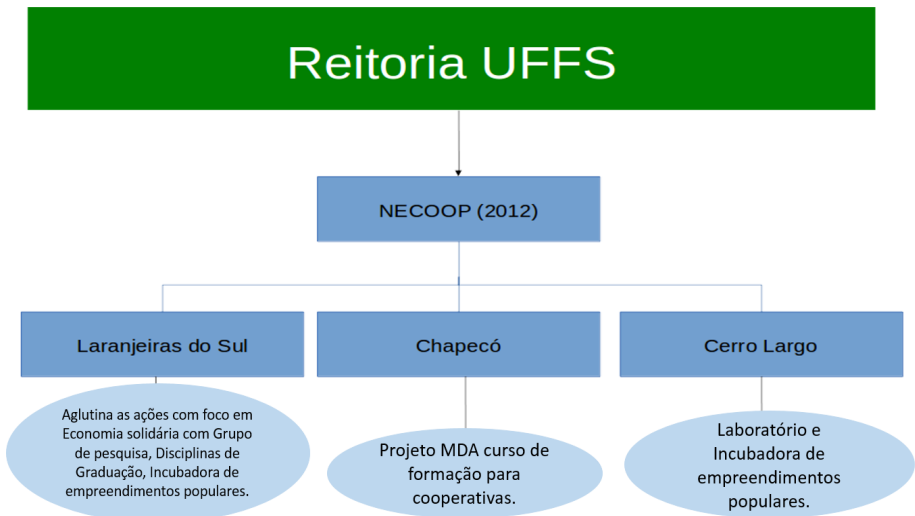 Reitoria UFFS
NECOOP (2012)
Laranjeiras do Sul
Chapecó
Cerro Largo
Aglutina as ações com foco em
Economia solidária com Grupo
de pesquisa, Disciplinas de
Graduação, Incubadora de
empreendimentos populares.
Projeto MDA curso de
formação para
cooperativas.
Laboratório e
Incubadora de
empreendimentos
populares.